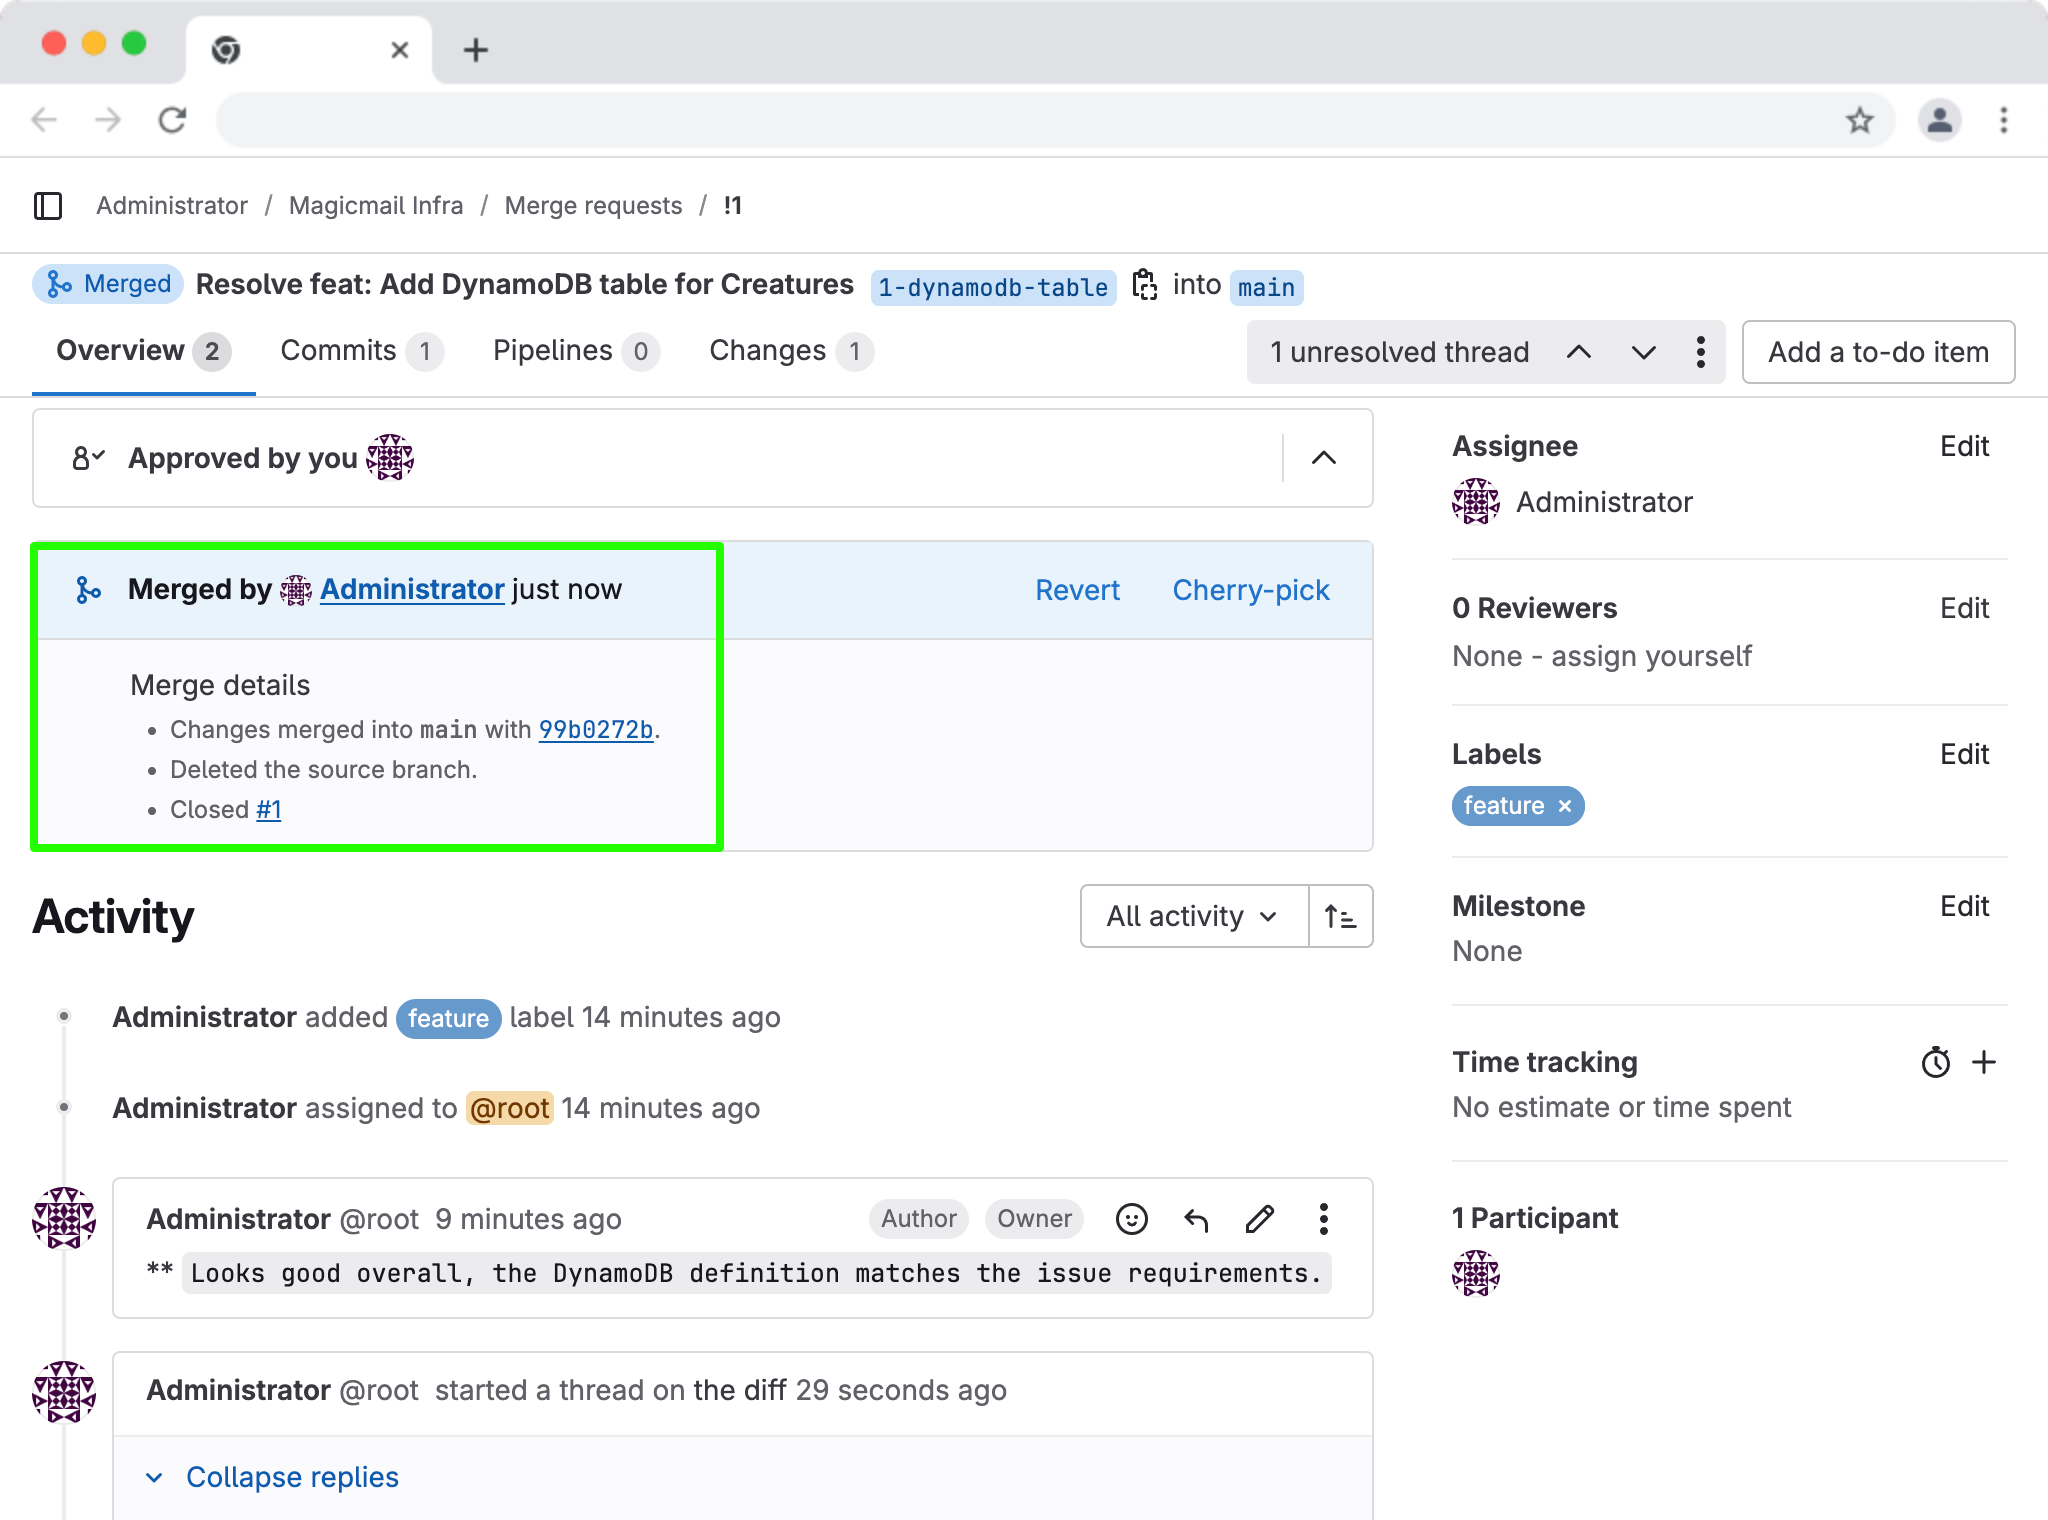 Administrator / Magicmail Infra / Merge requests / !1
Merged Resolve feat: Add DynamoDB table for Creatures 1-dynamodb-table into main
Overview 2 Commits 1 Pipelines 0 Changes 1 1 unresolved thread Add a to-do item
Approved by you
Merged by Administrator just now Revert Cherry-pick
Merge details
• Changes merged into main with 99b0272b.
• Deleted the source branch.
• Closed #1
Activity All activity
Administrator added feature label 14 minutes ago
Administrator assigned to @root 14 minutes ago
Administrator @root 9 minutes ago Author Owner
** Looks good overall, the DynamoDB definition matches the issue requirements.
Administrator @root started a thread on the diff 29 seconds ago
Collapse replies
Assignee Edit
Administrator
0 Reviewers Edit
None - assign yourself
Labels Edit
feature ×
Milestone Edit
None
Time tracking
No estimate or time spent
1 Participant